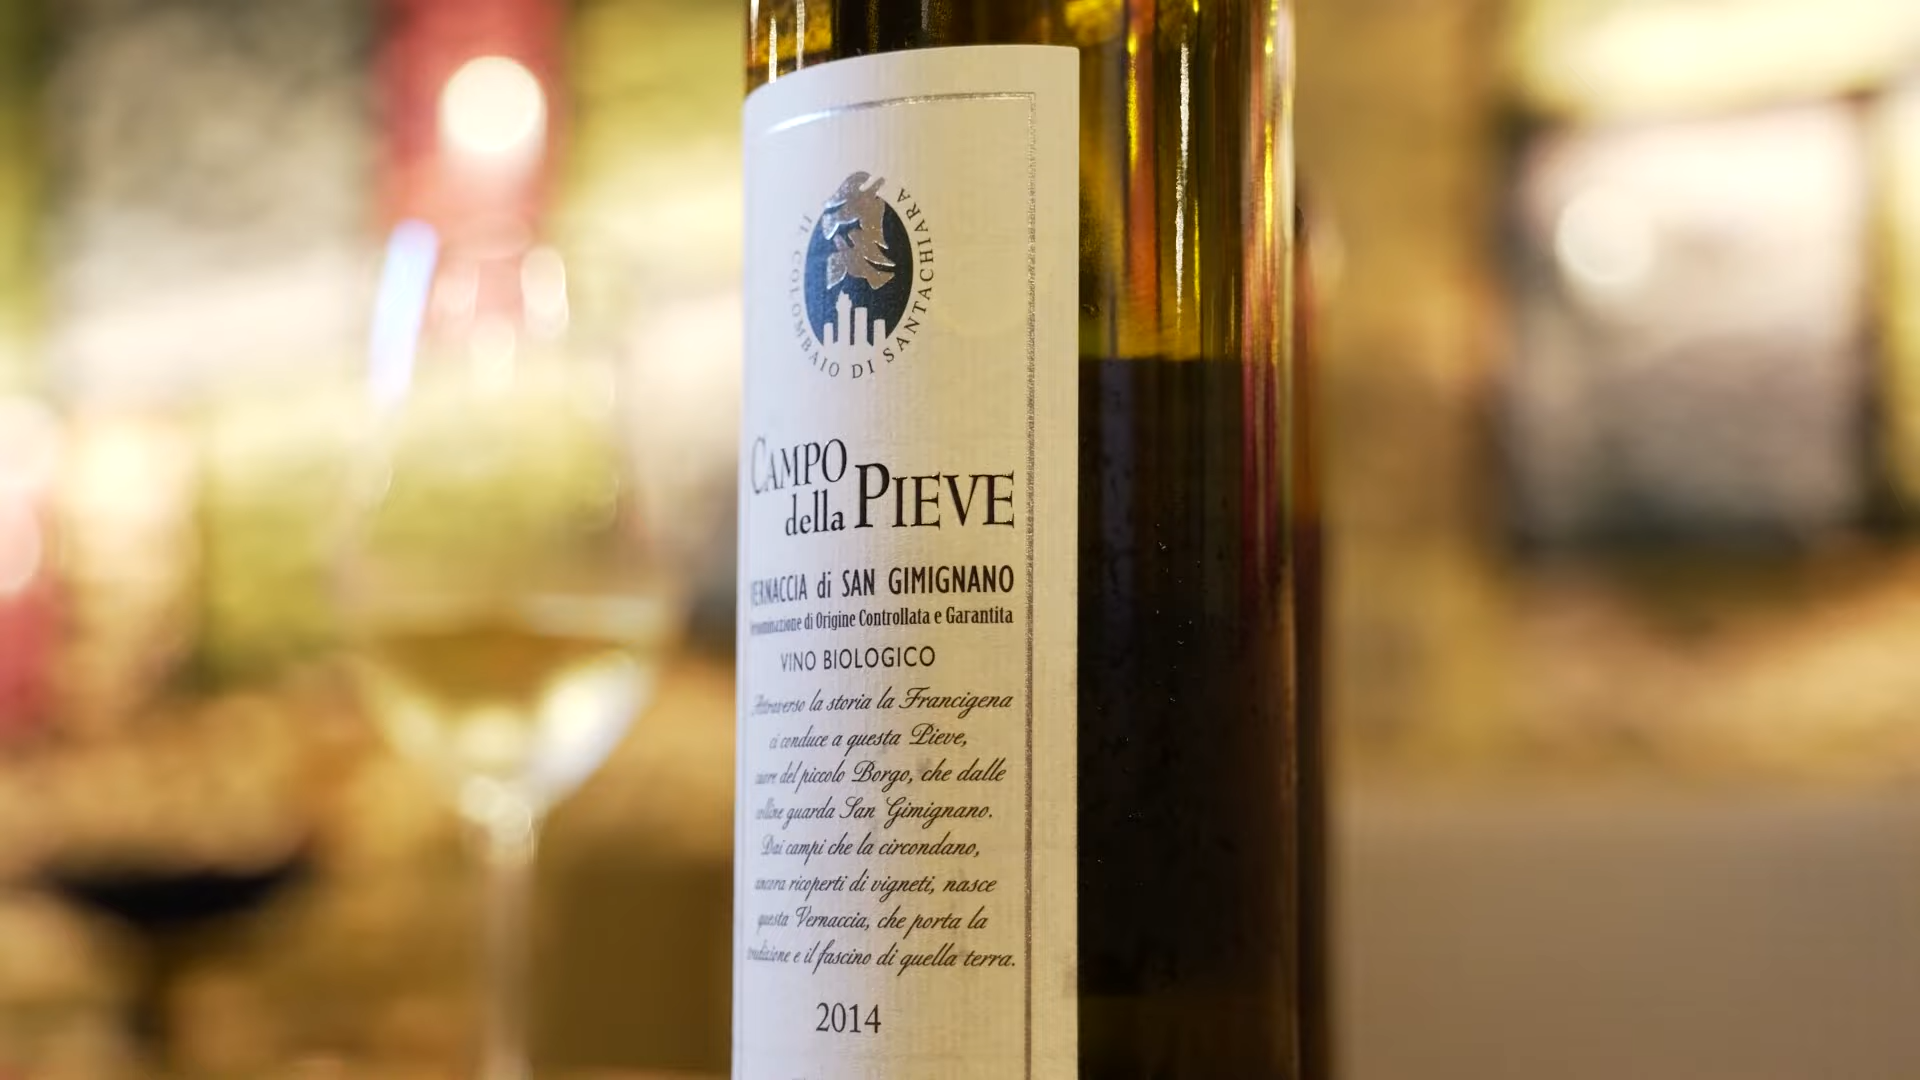 IL COLOMBAIO DI SANTACHIARA
CAMPO
della PIEVE
VERNACCIA di SAN GIMIGNANO
Denominazione di Origine Controllata e Garantita
VINO BIOLOGICO
Attraverso la storia la Francigena
ci conduce a questa Pieve,
cuore del piccolo Borgo, che dalle
colline guarda San Gimignano.
Dai campi che la circondano,
ancora ricoperti di vigneti, nasce
questa Vernaccia, che porta la
tradizione e il fascino di quella terra.
2014